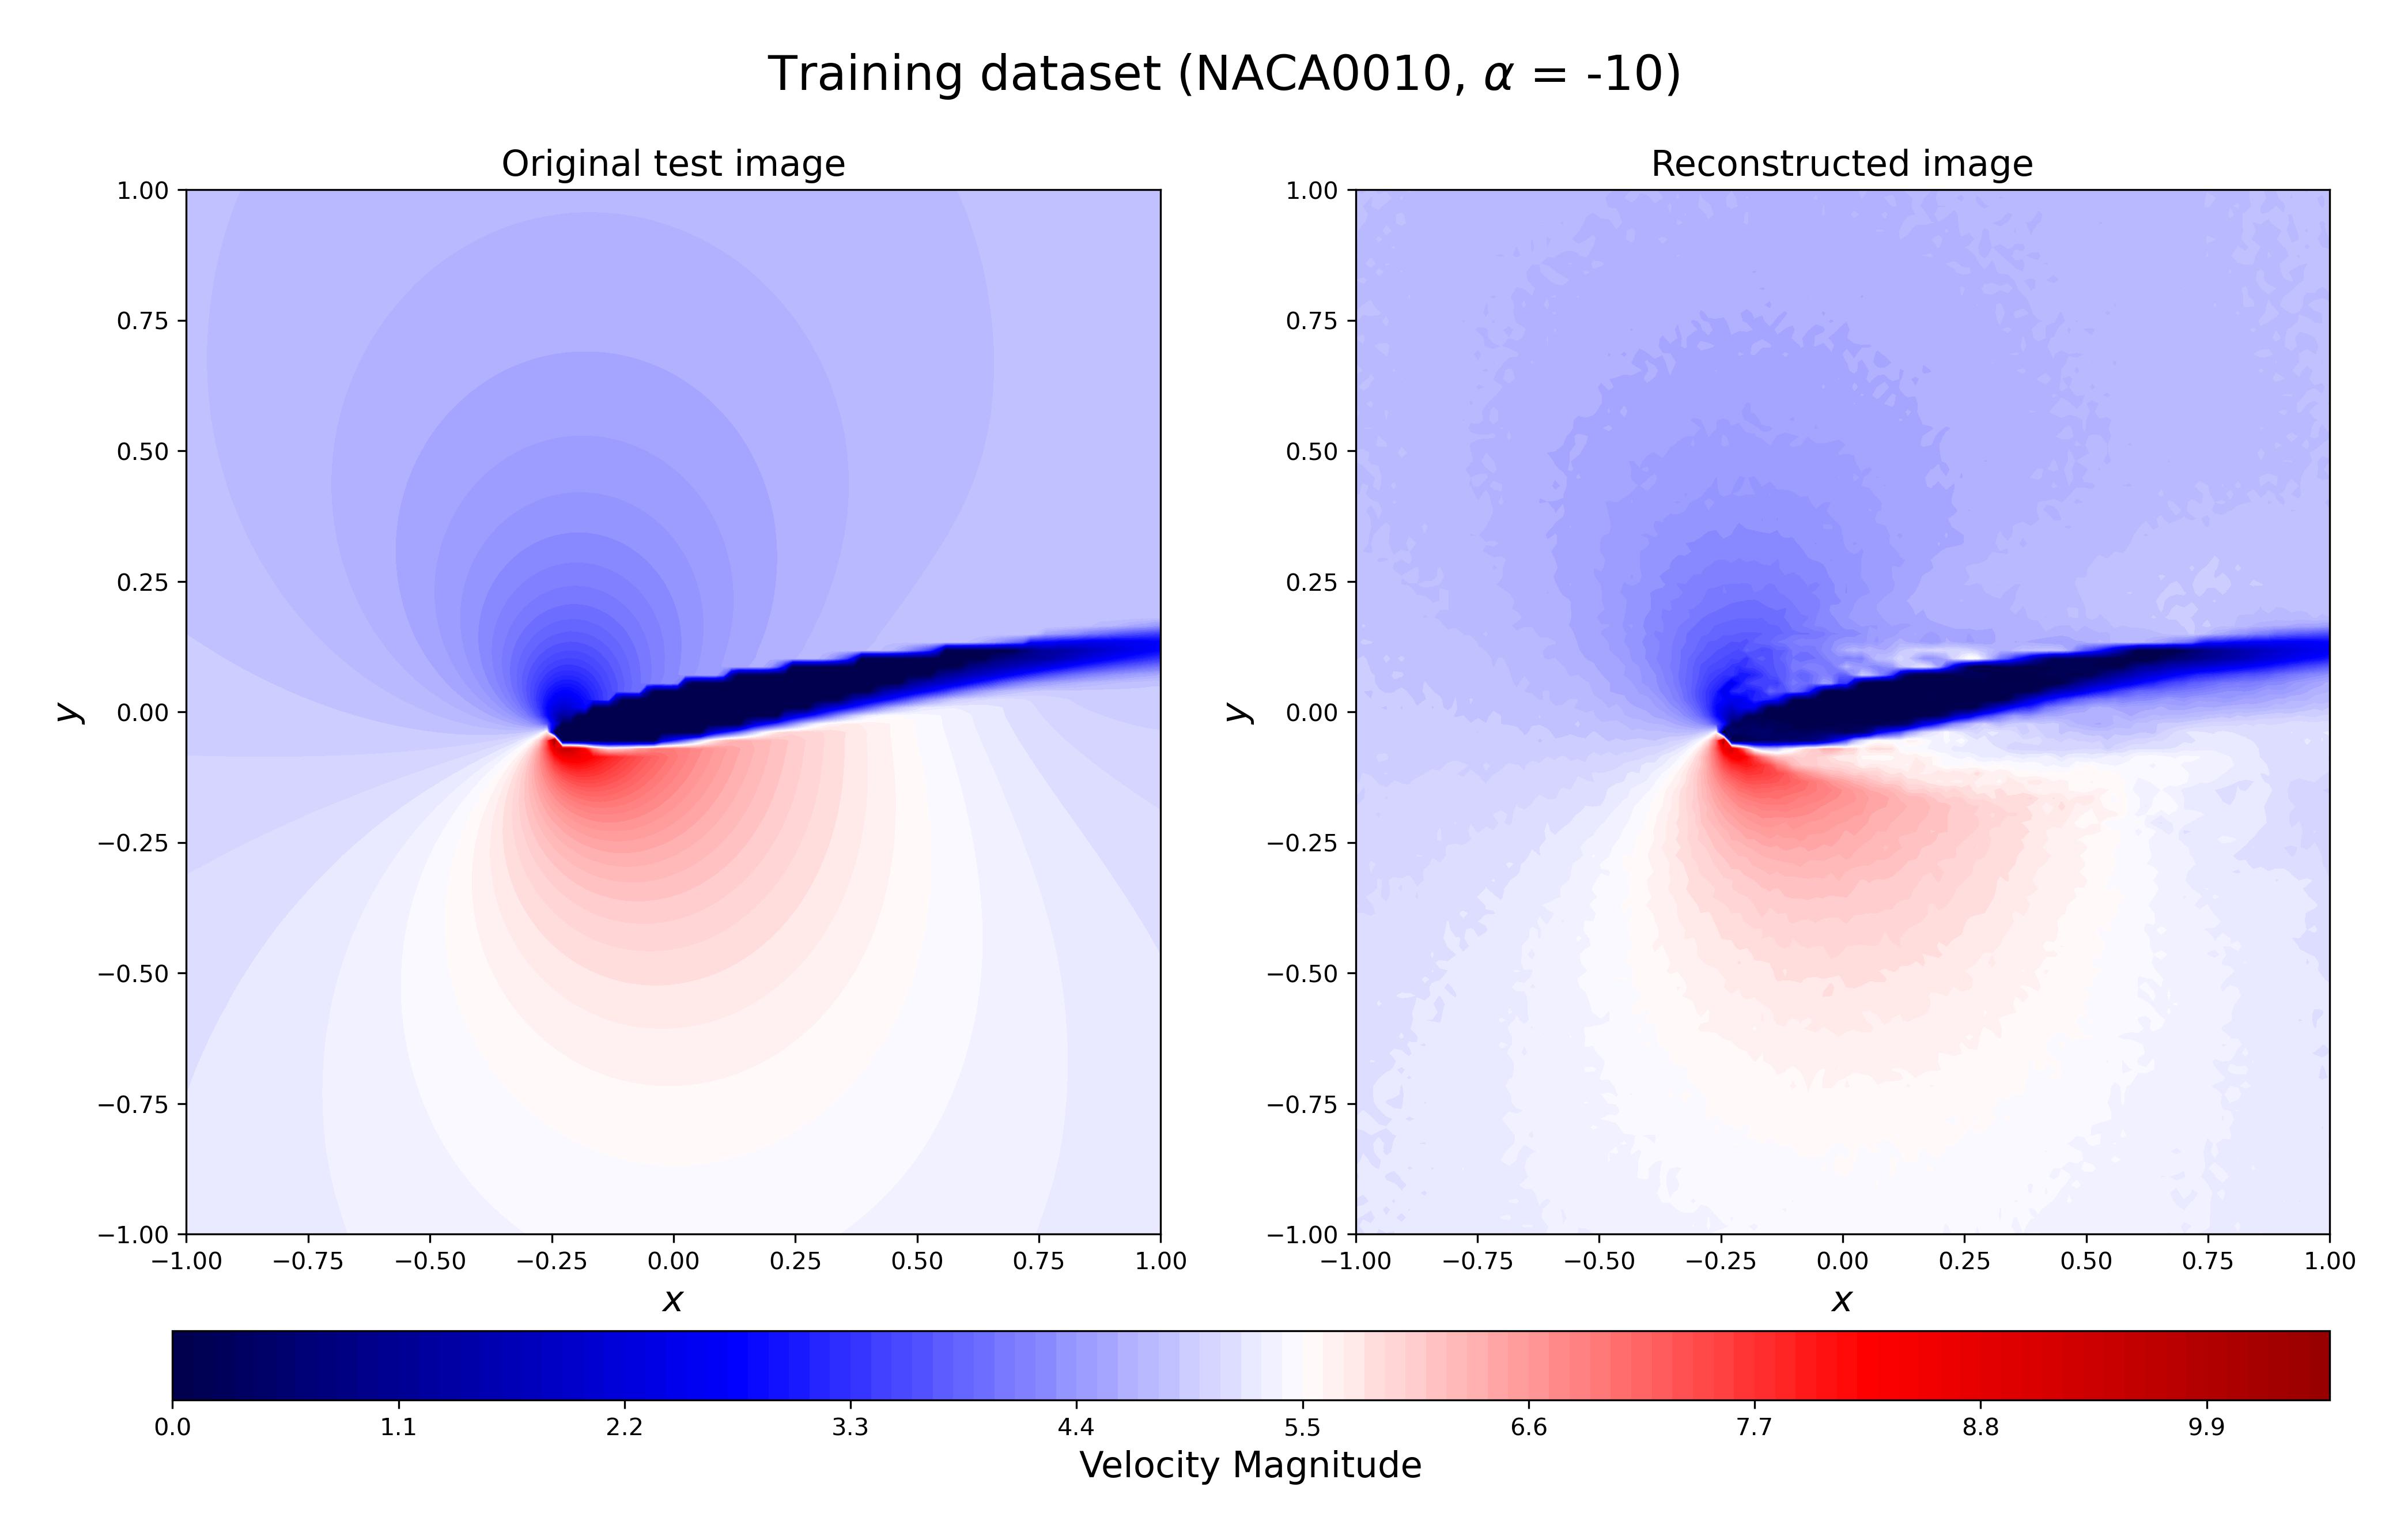 Training dataset (NACA0010, α = -10)
Original test image
Reconstructed image
1.00
0.75
0.50
0.25
0.00
−0.25
−0.50
−0.75
−1.00
y
−1.00 −0.75 −0.50 −0.25 0.00 0.25 0.50 0.75 1.00
x
1.00
0.75
0.50
0.25
0.00
−0.25
−0.50
−0.75
−1.00
y
−1.00 −0.75 −0.50 −0.25 0.00 0.25 0.50 0.75 1.00
x
0.0 1.1 2.2 3.3 4.4 5.5 6.6 7.7 8.8 9.9
Velocity Magnitude